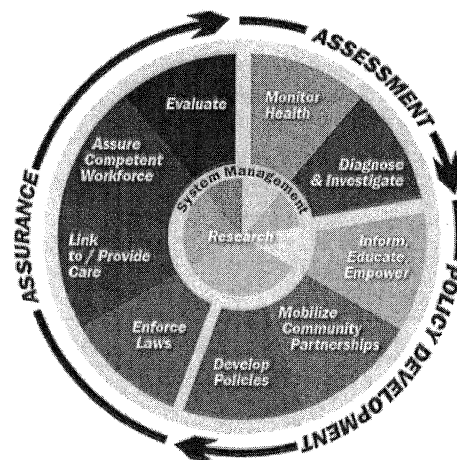 ASSESSMENT
Monitor
Health
Diagnose
& Investigate
POLICY DEVELOPMENT
Inform,
Educate,
Empower
Mobilize
Community
Partnerships
Develop
Policies
ASSURANCE
Enforce
Laws
Link
to / Provide
Care
Assure
Competent
Workforce
Evaluate
System Management
Research